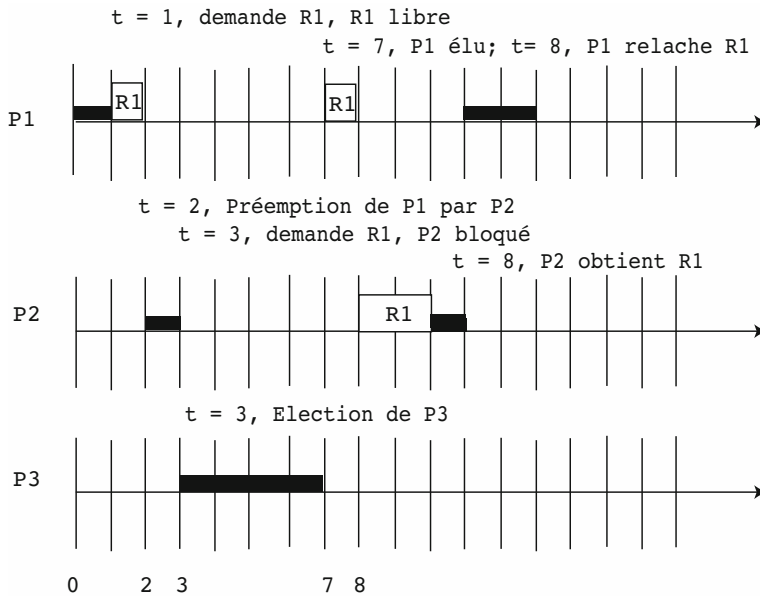 t = 1, demande R1, R1 libre
t = 7, P1 élu; t= 8, P1 relache R1
R1
R1
P1
t = 2, Préemption de P1 par P2
t = 3, demande R1, P2 bloqué
t = 8, P2 obtient R1
P2
R1
t = 3, Election de P3
P3
0 2 3 7 8